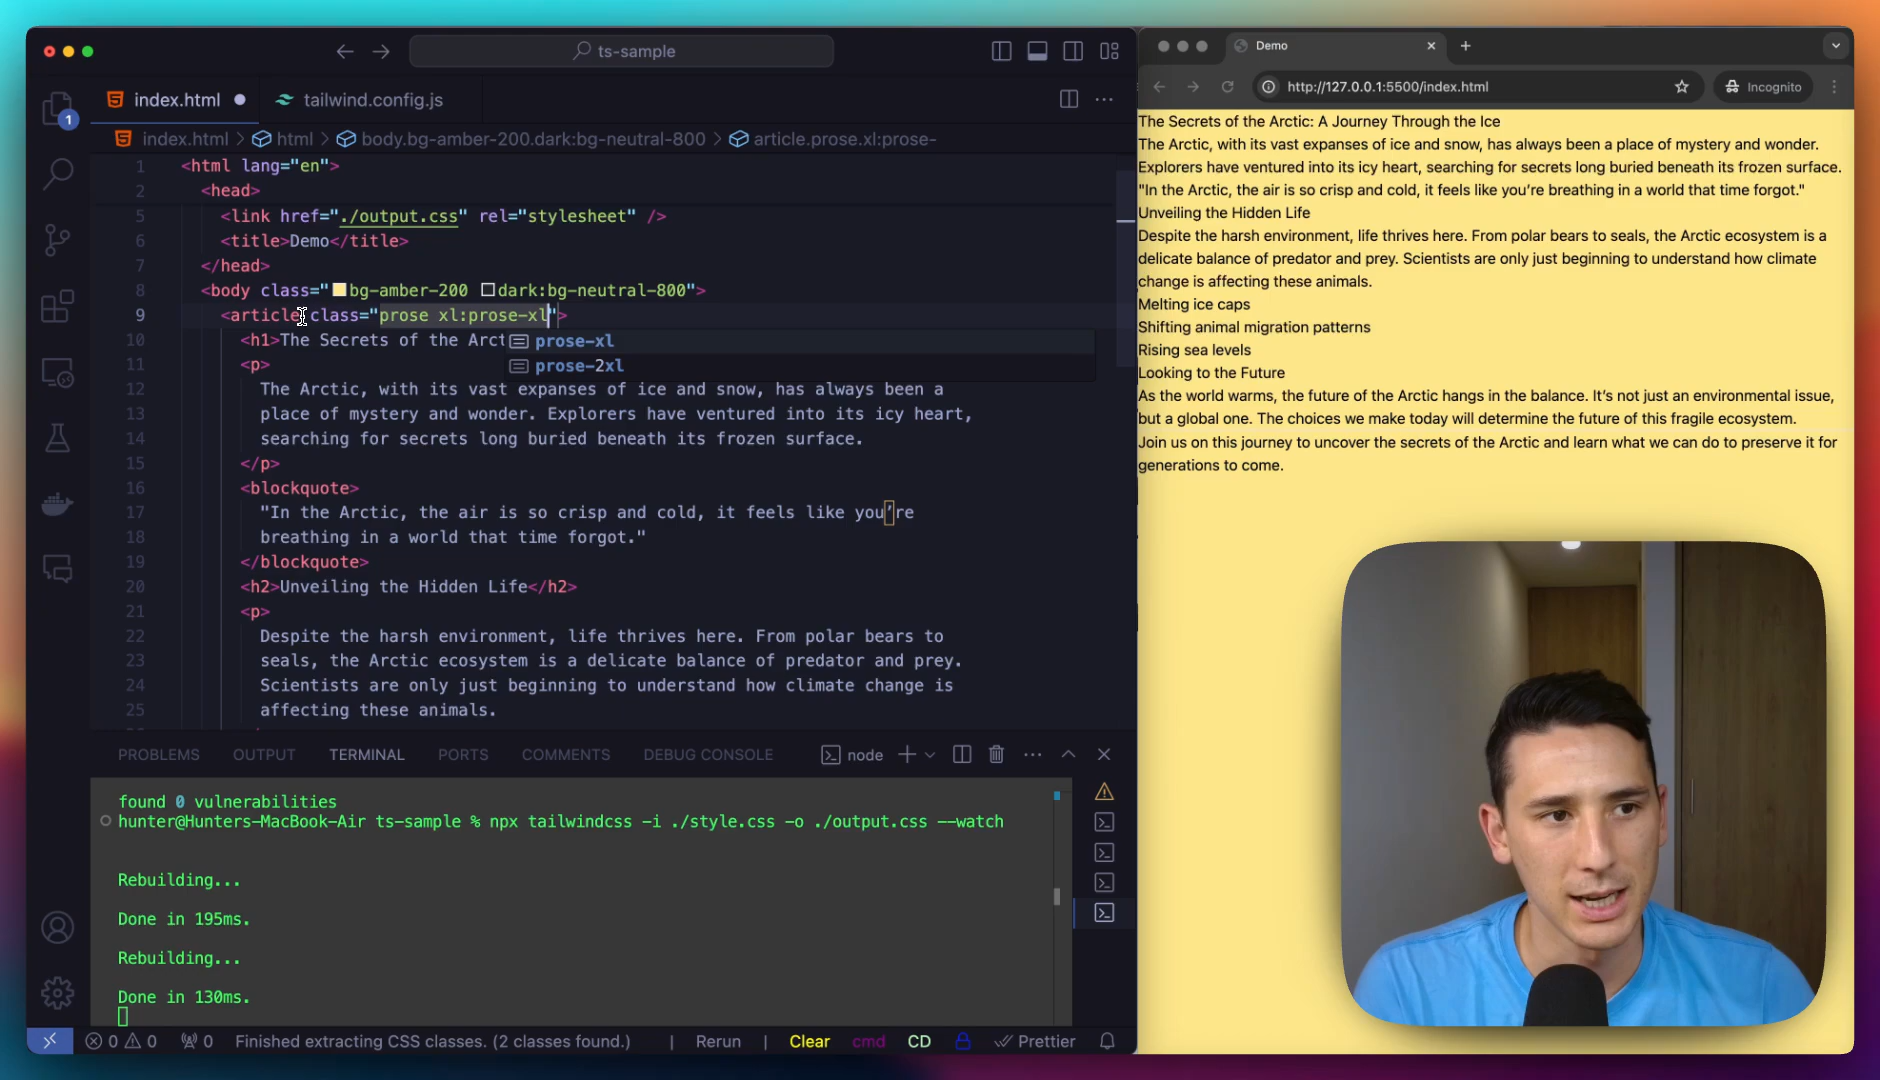 ts-sample
index.html
tailwind.config.js
index.html > html > body.bg-amber-200.dark:bg-neutral-800 > article.prose.xl:prose-
1 <html lang="en">
2 <head>
5 <link href="./output.css" rel="stylesheet" />
6 <title>Demo</title>
7 </head>
8 <body class="bg-amber-200 dark:bg-neutral-800">
9 <article class="prose xl:prose-xl">
10 <h1>The Secrets of the Arct
prose-xl
prose-2xl
11 <p>
12 The Arctic, with its vast expanses of ice and snow, has always been a
13 place of mystery and wonder. Explorers have ventured into its icy heart,
14 searching for secrets long buried beneath its frozen surface.
15 </p>
16 <blockquote>
17 "In the Arctic, the air is so crisp and cold, it feels like you’re
18 breathing in a world that time forgot."
19 </blockquote>
20 <h2>Unveiling the Hidden Life</h2>
21 <p>
22 Despite the harsh environment, life thrives here. From polar bears to
23 seals, the Arctic ecosystem is a delicate balance of predator and prey.
24 Scientists are only just beginning to understand how climate change is
25 affecting these animals.
PROBLEMS OUTPUT TERMINAL PORTS COMMENTS DEBUG CONSOLE node
found 0 vulnerabilities
hunter@Hunters-MacBook-Air ts-sample % npx tailwindcss -i ./style.css -o ./output.css --watch
Rebuilding...
Done in 195ms.
Rebuilding...
Done in 130ms.
0 0 0 Finished extracting CSS classes. (2 classes found.) | Rerun | Clear cmd CD Prettier
1
Demo
http://127.0.0.1:5500/index.html
Incognito
The Secrets of the Arctic: A Journey Through the Ice
The Arctic, with its vast expanses of ice and snow, has always been a place of mystery and wonder.
Explorers have ventured into its icy heart, searching for secrets long buried beneath its frozen surface.
"In the Arctic, the air is so crisp and cold, it feels like you’re breathing in a world that time forgot."
Unveiling the Hidden Life
Despite the harsh environment, life thrives here. From polar bears to seals, the Arctic ecosystem is a
delicate balance of predator and prey. Scientists are only just beginning to understand how climate
change is affecting these animals.
Melting ice caps
Shifting animal migration patterns
Rising sea levels
Looking to the Future
As the world warms, the future of the Arctic hangs in the balance. It’s not just an environmental issue,
but a global one. The choices we make today will determine the future of this fragile ecosystem.
Join us on this journey to uncover the secrets of the Arctic and learn what we can do to preserve it for
generations to come.